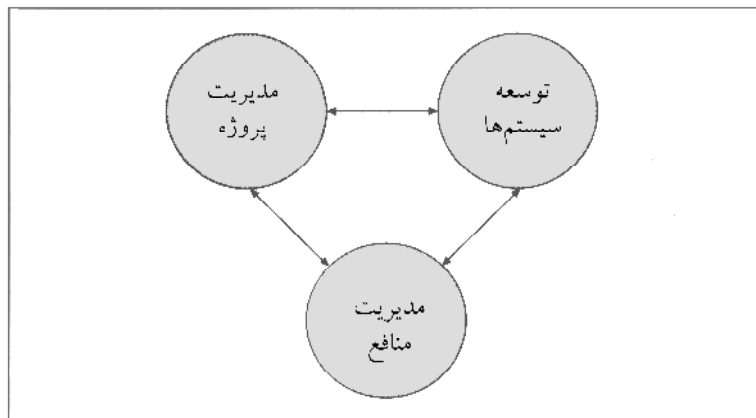 توسعه
سیستم‌ها
مدیریت
پروژه
مدیریت
منافع